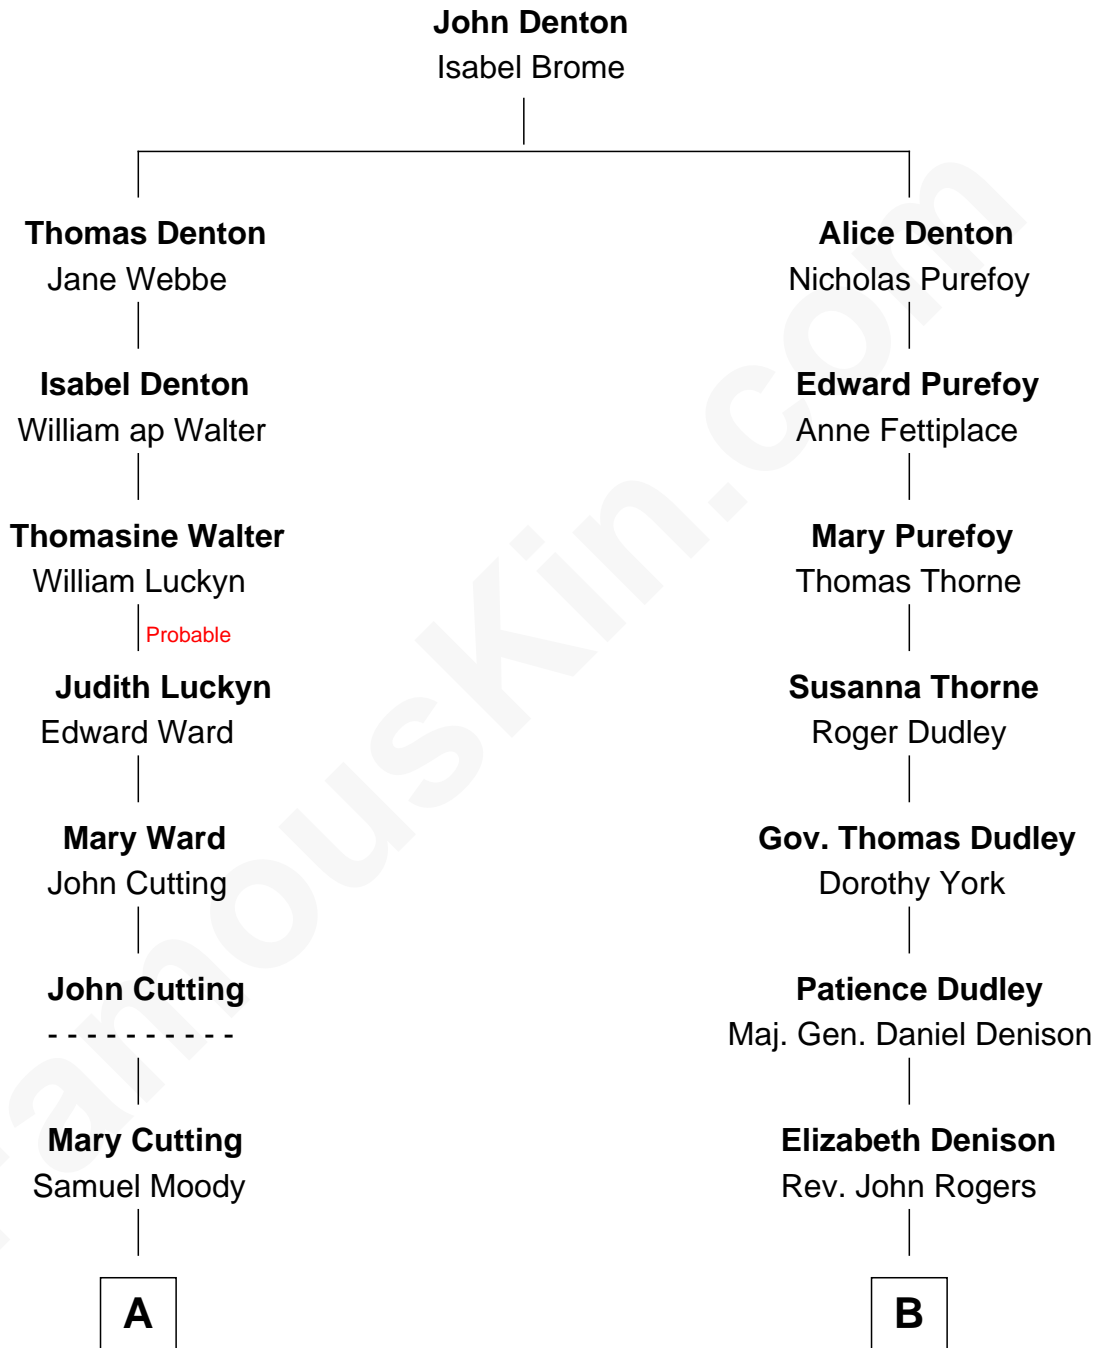 John Denton
Isabel Brome
Thomas Denton
Jane Webbe
Isabel Denton
William ap Walter
Thomasine Walter
William Luckyn
Probable
Judith Luckyn
Edward Ward
Mary Ward
John Cutting
John Cutting
- - - - - - - - - -
Mary Cutting
Samuel Moody
A
Alice Denton
Nicholas Purefoy
Edward Purefoy
Anne Fettiplace
Mary Purefoy
Thomas Thorne
Susanna Thorne
Roger Dudley
Gov. Thomas Dudley
Dorothy York
Patience Dudley
Maj. Gen. Daniel Denison
Elizabeth Denison
Rev. John Rogers
B
FamousKin.com